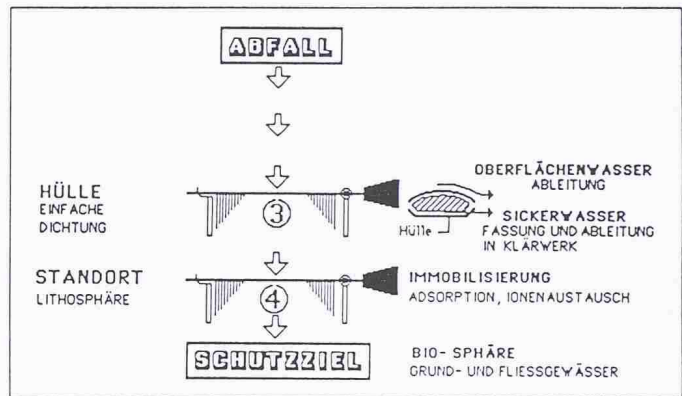 ABFALL
HÜLLE
EINFACHE
DICHTUNG
3
OBERFLÄCHENWASSER
ABLEITUNG
Hülle
SICKERWASSER
FASSUNG UND ABLEITUNG
IN KLÄRWERK
STANDORT
LITHOSPHÄRE
4
IMMOBILISIERUNG
ADSORPTION, IONENAUSTAUSCH
SCHUTZZIEL
BIO-SPHÄRE
GRUND- UND FLIESSGEWÄSSER